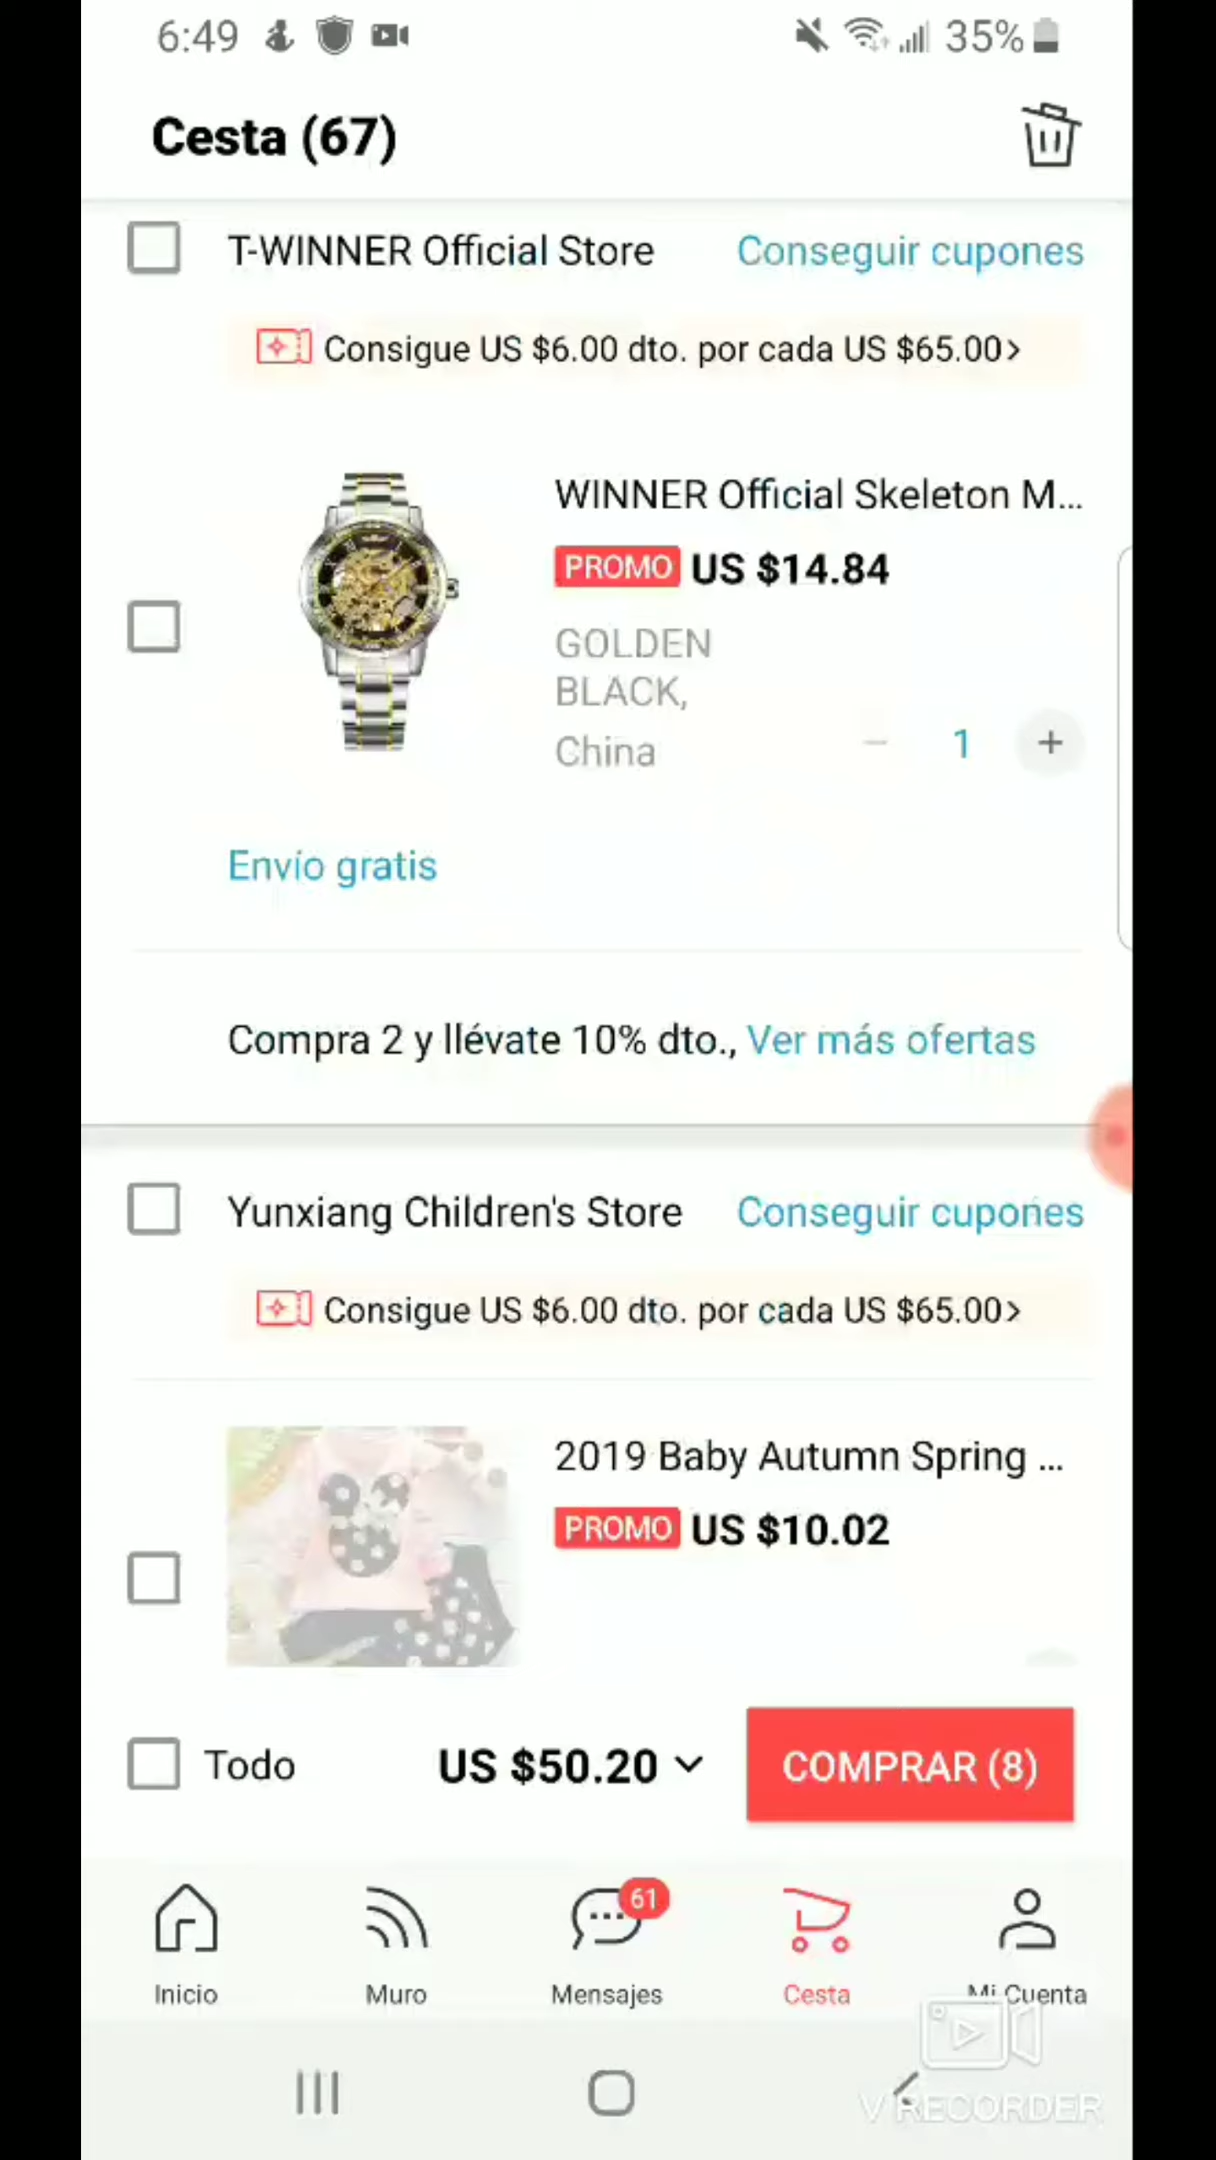 6:49 35%
Cesta (67)
T-WINNER Official Store Conseguir cupones
Consigue US $6.00 dto. por cada US $65.00>
WINNER Official Skeleton M...
PROMO US $14.84
GOLDEN
BLACK,
China
− 1 +
Envío gratis
Compra 2 y llévate 10% dto., Ver más ofertas
Yunxiang Children's Store Conseguir cupones
Consigue US $6.00 dto. por cada US $65.00>
2019 Baby Autumn Spring ...
PROMO US $10.02
Todo US $50.20 COMPRAR (8)
61
Inicio Muro Mensajes Cesta Mi Cuenta
V RECORDER